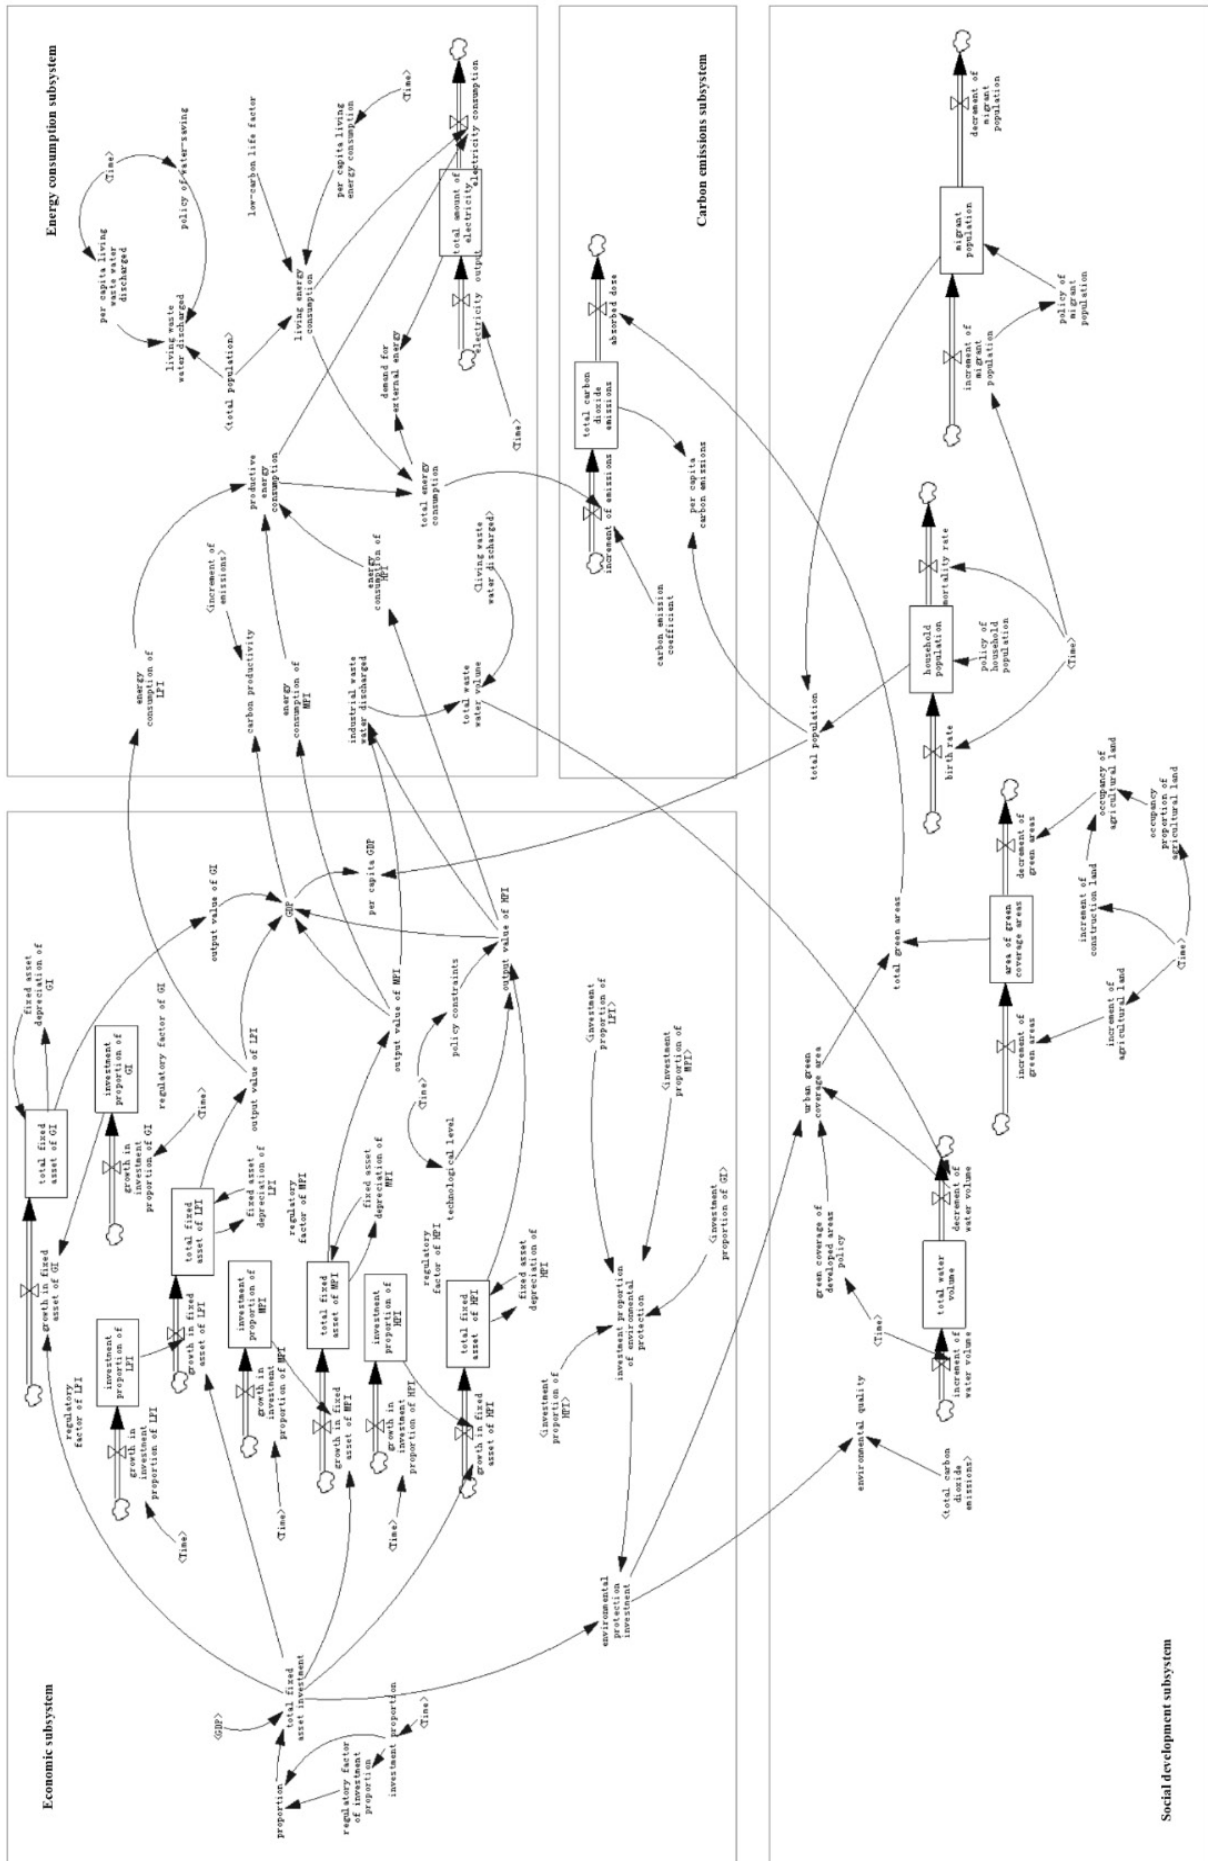 Economic subsystem
total fixed
asset of GI
fixed asset
depreciation of
GI
growth in fixed
asset of GI
regulatory
factor of LPI
investment
proportion of
LPI
growth in
investment
proportion of LPI
<Time>
investment
proportion of
GI
growth in
investment
proportion of GI
regulatory factor of GI
<Time>
output value of GI
total fixed
asset of LPI
growth in fixed
asset of LPI
fixed asset
depreciation of
LPI
output value of LPI
investment
proportion of
MPI
growth in
investment
proportion of MPI
<Time>
regulatory
factor of MPI
GDP
<GDP>
total fixed
asset investment
proportion
regulatory factor
of investment
proportion
investment proportion
<Time>
total fixed
asset of MPI
growth in fixed
asset of MPI
fixed asset
depreciation of
MPI
output value of MPI
per capita GDP
investment
proportion of
HPI
growth in
investment
proportion of HPI
<Time>
regulatory
factor of HPI
technological level
<Time>
policy constraints
total fixed
asset of HPI
growth in fixed
asset of HPI
fixed asset
depreciation of
HPI
output value of HPI
<investment
proportion of
HPI>
investment proportion
of environmental
protection
<investment
proportion of
LPI>
<investment
proportion of
MPI>
<investment
proportion of GI>
environmental
protection
investment
Energy consumption subsystem
<Time>
per capita living
waste water
discharged
policy of water-saving
living waste
water discharged
<total population>
low-carbon life factor
per capita living
energy consumption
<Time>
living energy
consumption
energy
consumption of
LPI
<increment of
emissions>
carbon productivity
productive
energy
consumption
energy
consumption of
MPI
energy
consumption of
HPI
industrial waste
water discharged
<living waste
water discharged>
total waste
water volume
total energy
consumption
demand for
external energy
total amount of
electricity
electricity output
electricity consumption
<Time>
Carbon emissions subsystem
total carbon
dioxide
emissions
increment of emissions
absorbed dose
carbon emission
coefficient
per capita
carbon emissions
Social development subsystem
total population
urban green
coverage area
green coverage of
developed areas
policy
<Time>
environmental quality
<total carbon
dioxide
emissions>
total water
volume
increment of
water volume
decrement of
water volume
total green areas
area of green
coverage areas
increment of
green areas
decrement of
green areas
increment of
agricultural land
increment of
construction land
occupancy of
agricultural land
occupancy
proportion of
agricultural land
<Time>
household
population
birth rate
mortality rate
policy of
household
population
<Time>
migrant
population
increment of
migrant
population
decrement of
migrant
population
policy of
migrant
population